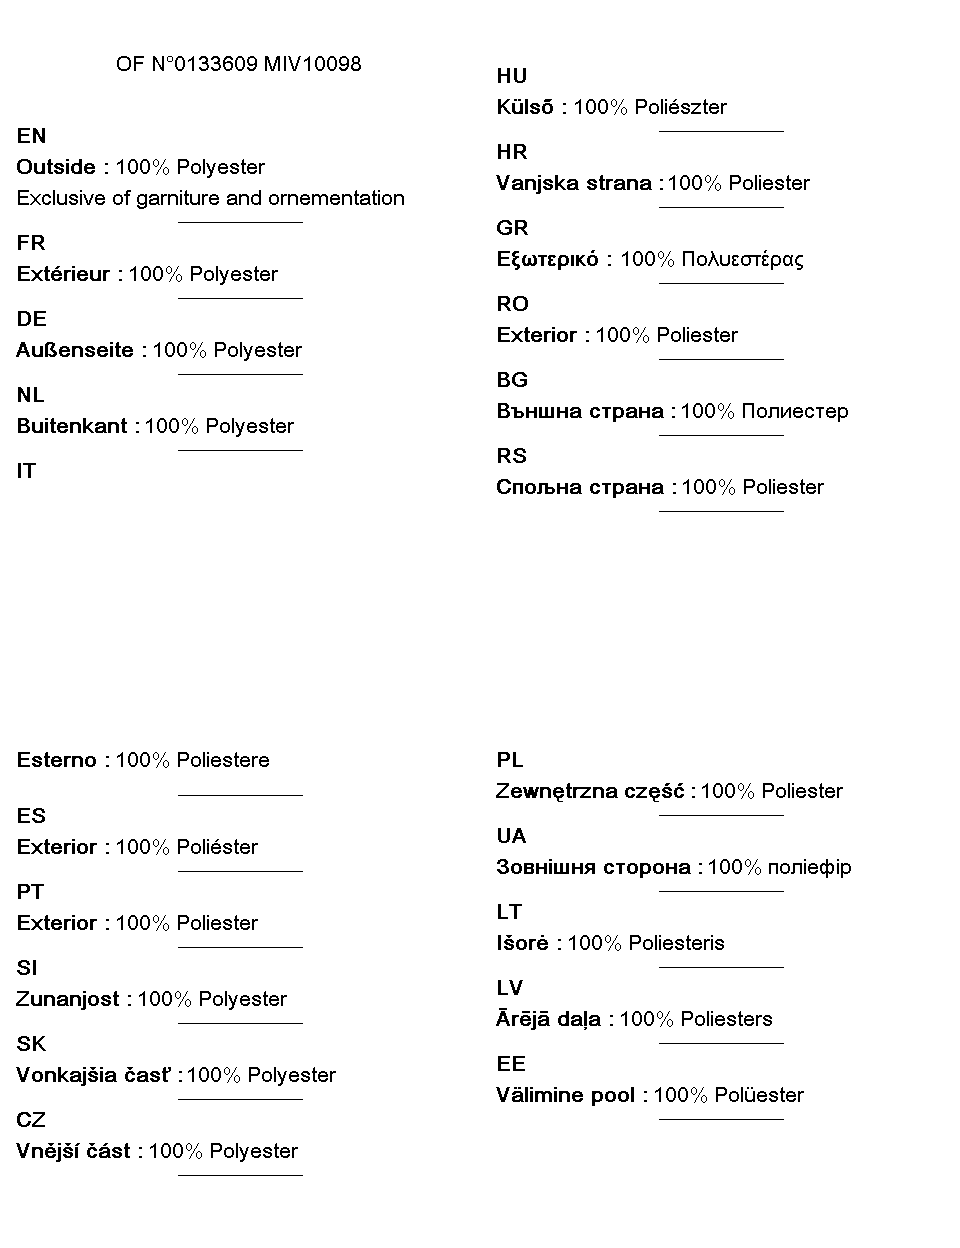 OF N°0133609 MIV10098
EN
Outside : 100% Polyester
Exclusive of garniture and ornementation
FR
Extérieur : 100% Polyester
DE
Außenseite : 100% Polyester
NL
Buitenkant : 100% Polyester
IT
Esterno : 100% Poliestere
ES
Exterior : 100% Poliéster
PT
Exterior : 100% Poliester
SI
Zunanjost : 100% Polyester
SK
Vonkajšia časť : 100% Polyester
CZ
Vnější část : 100% Polyester
HU
Külső : 100% Poliészter
HR
Vanjska strana : 100% Poliester
GR
Εξωτερικό : 100% Πολυεστέρας
RO
Exterior : 100% Poliester
BG
Външна страна : 100% Полиестер
RS
Спољна страна : 100% Poliester
PL
Zewnętrzna część : 100% Poliester
UA
Зовнішня сторона : 100% поліефір
LT
Išorė : 100% Poliesteris
LV
Ārējā daļa : 100% Poliesters
EE
Välimine pool : 100% Polüester